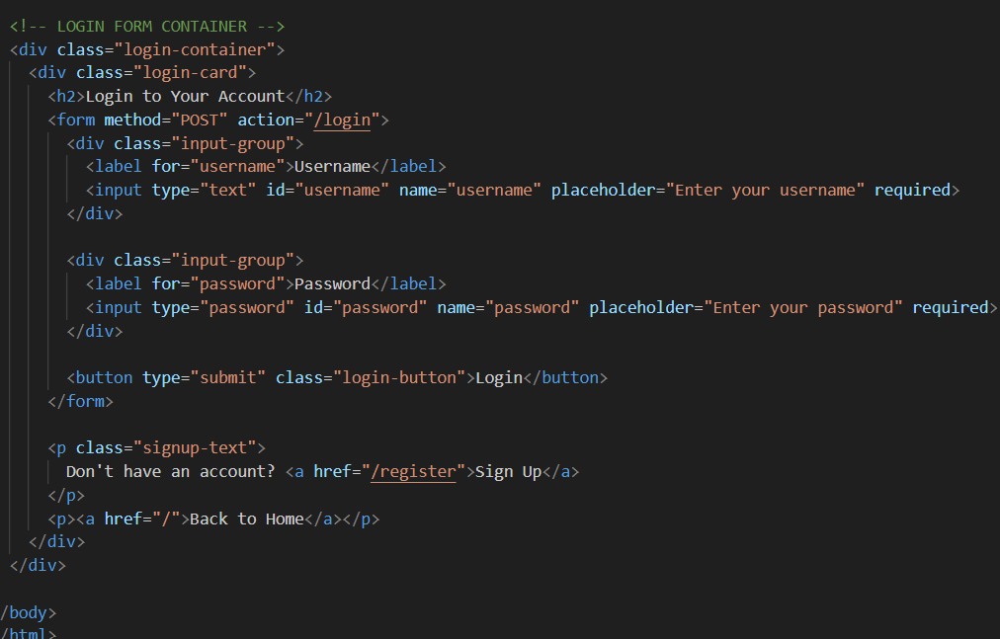 <!-- LOGIN FORM CONTAINER -->
<div class="login-container">
<div class="login-card">
<h2>Login to Your Account</h2>
<form method="POST" action="/login">
<div class="input-group">
<label for="username">Username</label>
<input type="text" id="username" name="username" placeholder="Enter your username" required>
</div>
<div class="input-group">
<label for="password">Password</label>
<input type="password" id="password" name="password" placeholder="Enter your password" required>
</div>
<button type="submit" class="login-button">Login</button>
</form>
<p class="signup-text">
Don't have an account? <a href="/register">Sign Up</a>
</p>
<p><a href="/">Back to Home</a></p>
</div>
</div>
/body>
/html>